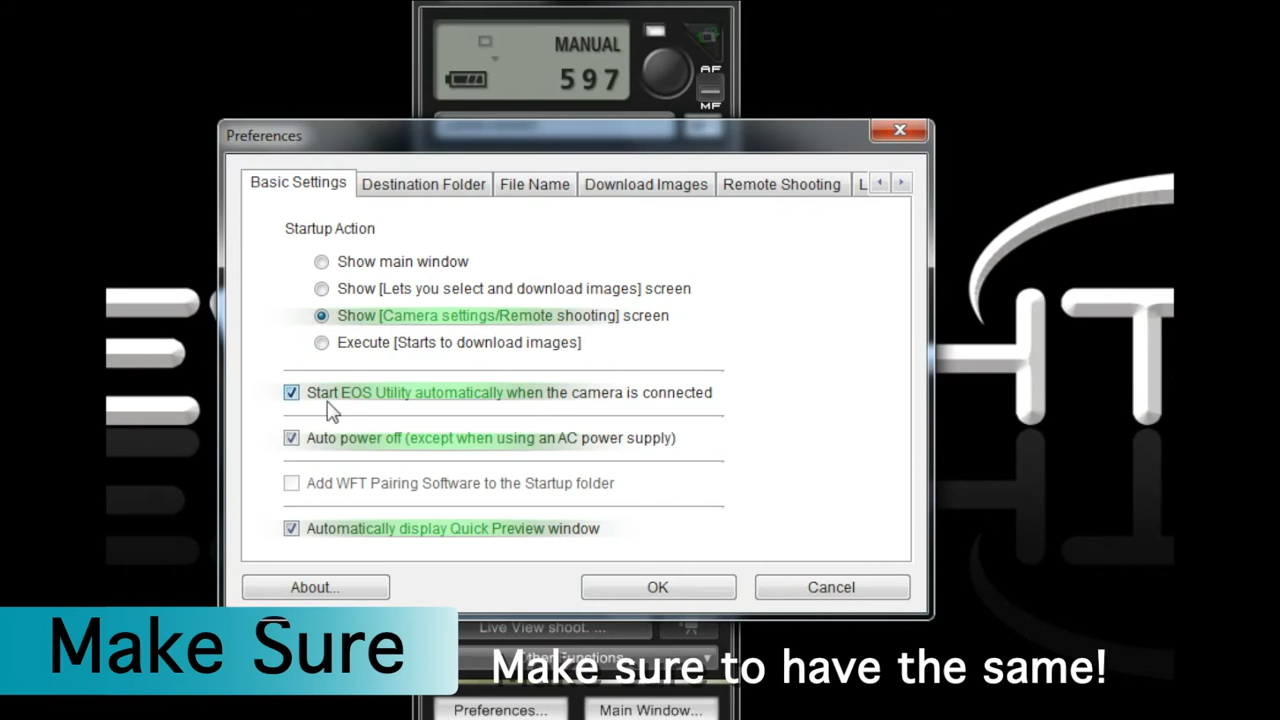 MANUAL
597
AF
MF
Preferences
Basic Settings
Destination Folder
File Name
Download Images
Remote Shooting
L
Startup Action
Show main window
Show [Lets you select and download images] screen
Show [Camera settings/Remote shooting] screen
Execute [Starts to download images]
Start EOS Utility automatically when the camera is connected
Auto power off (except when using an AC power supply)
Add WFT Pairing Software to the Startup folder
Automatically display Quick Preview window
About...
OK
Cancel
Live View shoot. ...
Other Functions...
Make Sure
Make sure to have the same!
Preferences...
Main Window...